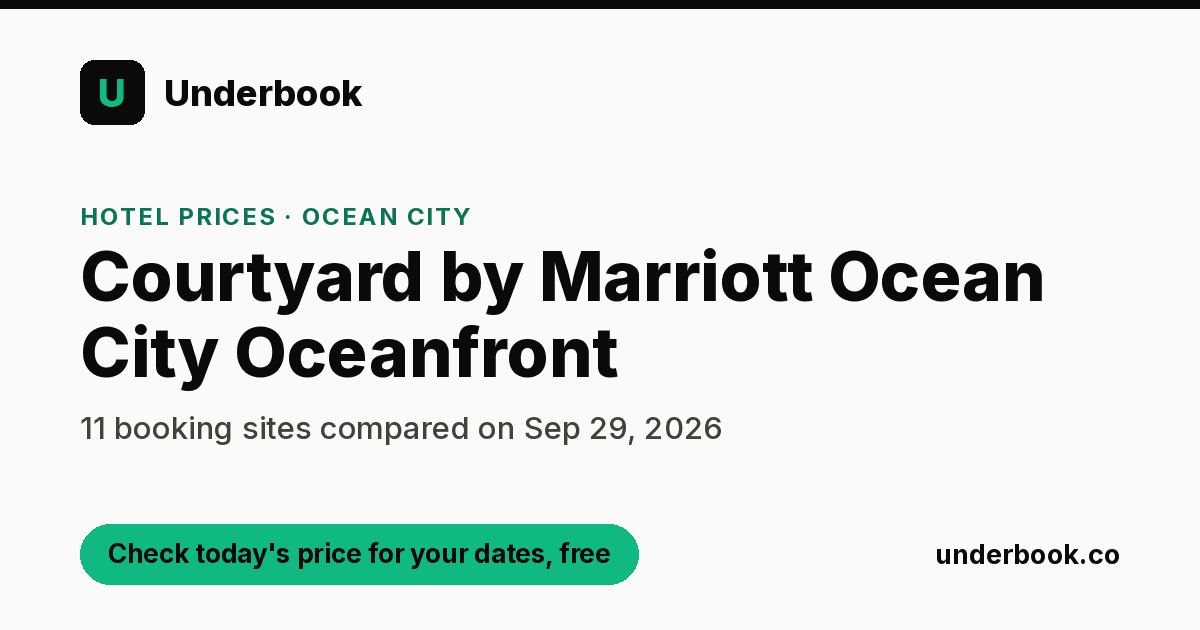 U
Underbook
HOTEL PRICES · OCEAN CITY
Courtyard by Marriott Ocean
City Oceanfront
11 booking sites compared on Sep 29, 2026
Check today's price for your dates, free
underbook.co